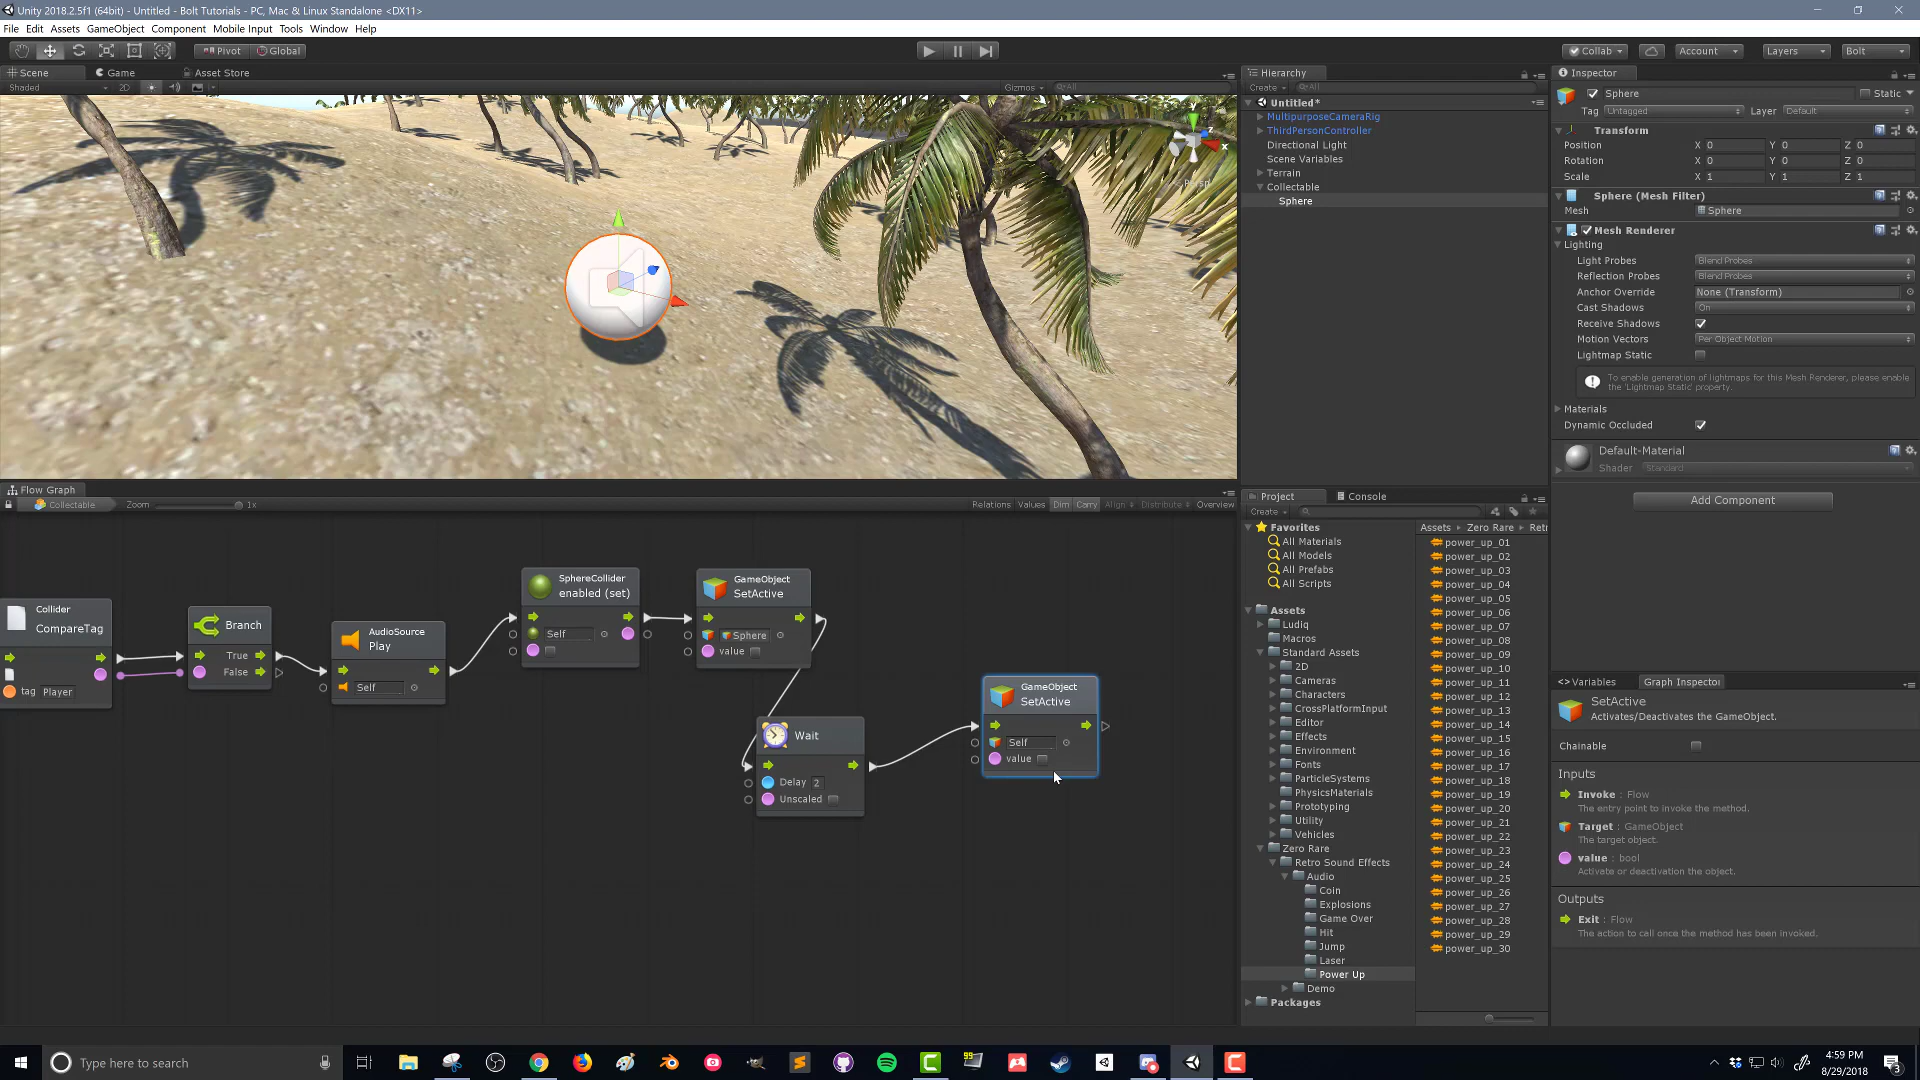 Unity 2018.2.5f1 (64bit) - Untitled - Bolt Tutorials - PC, Mac & Linux Standalone <DX11>
File Edit Assets GameObject Component Mobile Input Tools Window Help
Pivot Global Collab Account Layers Bolt
Scene Game Asset Store
Shaded 2D Gizmos All
y z x
Persp
Hierarchy
Create All
Untitled*
MultipurposeCameraRig
ThirdPersonController
Directional Light
Scene Variables
Terrain
Collectable
Sphere
Inspector
Sphere Static
Tag Untagged Layer Default
Transform
Position X 0 Y 0 Z 0
Rotation X 0 Y 0 Z 0
Scale X 1 Y 1 Z 1
Sphere (Mesh Filter)
Mesh Sphere
Mesh Renderer
Lighting
Light Probes Blend Probes
Reflection Probes Blend Probes
Anchor Override None (Transform)
Cast Shadows On
Receive Shadows
Motion Vectors Per Object Motion
Lightmap Static
To enable generation of lightmaps for this Mesh Renderer, please enable
the 'Lightmap Static' property.
Materials
Dynamic Occluded
Default-Material
Shader Standard
Add Component
Flow Graph
Collectable Zoom 1x Relations Values Dim Carry Align Distribute Overview
Collider
CompareTag
tag Player
Branch
True
False
AudioSource
Play
Self
SphereCollider
enabled (set)
Self
GameObject
SetActive
Sphere
value
Wait
Delay 2
Unscaled
GameObject
SetActive
Self
value
Project Console
Create
Favorites
All Materials
All Models
All Prefabs
All Scripts
Assets
Ludiq
Macros
Standard Assets
2D
Cameras
Characters
CrossPlatformInput
Editor
Effects
Environment
Fonts
ParticleSystems
PhysicsMaterials
Prototyping
Utility
Vehicles
Zero Rare
Retro Sound Effects
Audio
Coin
Explosions
Game Over
Hit
Jump
Laser
Power Up
Demo
Packages
Assets Zero Rare Retr
power_up_01
power_up_02
power_up_03
power_up_04
power_up_05
power_up_06
power_up_07
power_up_08
power_up_09
power_up_10
power_up_11
power_up_12
power_up_13
power_up_14
power_up_15
power_up_16
power_up_17
power_up_18
power_up_19
power_up_20
power_up_21
power_up_22
power_up_23
power_up_24
power_up_25
power_up_26
power_up_27
power_up_28
power_up_29
power_up_30
<> Variables Graph Inspector
SetActive
Activates/Deactivates the GameObject.
Chainable
Inputs
Invoke : Flow
The entry point to invoke the method.
Target : GameObject
The target object.
value : bool
Activate or deactivation the object.
Outputs
Exit : Flow
The action to call once the method has been invoked.
Type here to search
99
4:59 PM
8/29/2018
3